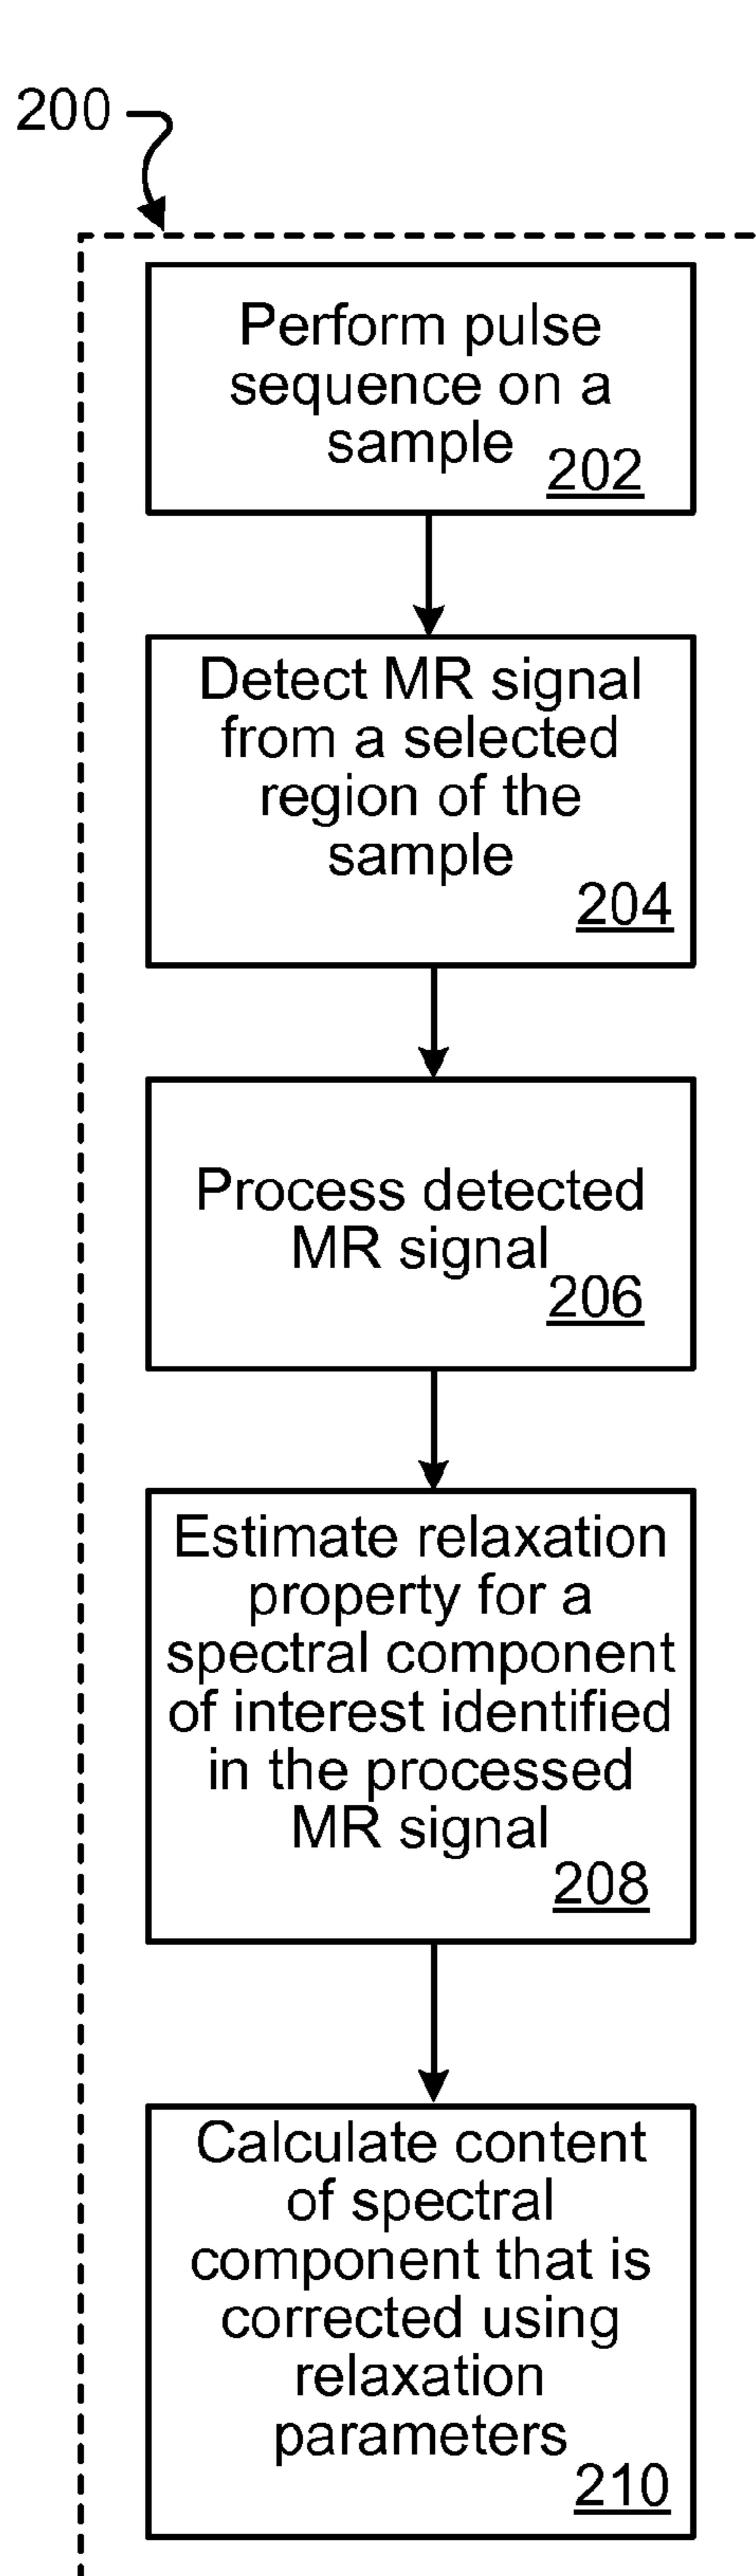 200
Perform pulse
sequence on a
sample
202
Detect MR signal
from a selected
region of the
sample
204
Process detected
MR signal
206
Estimate relaxation
property for a
spectral component
of interest identified
in the processed
MR signal
208
Calculate content
of spectral
component that is
corrected using
relaxation
parameters
210